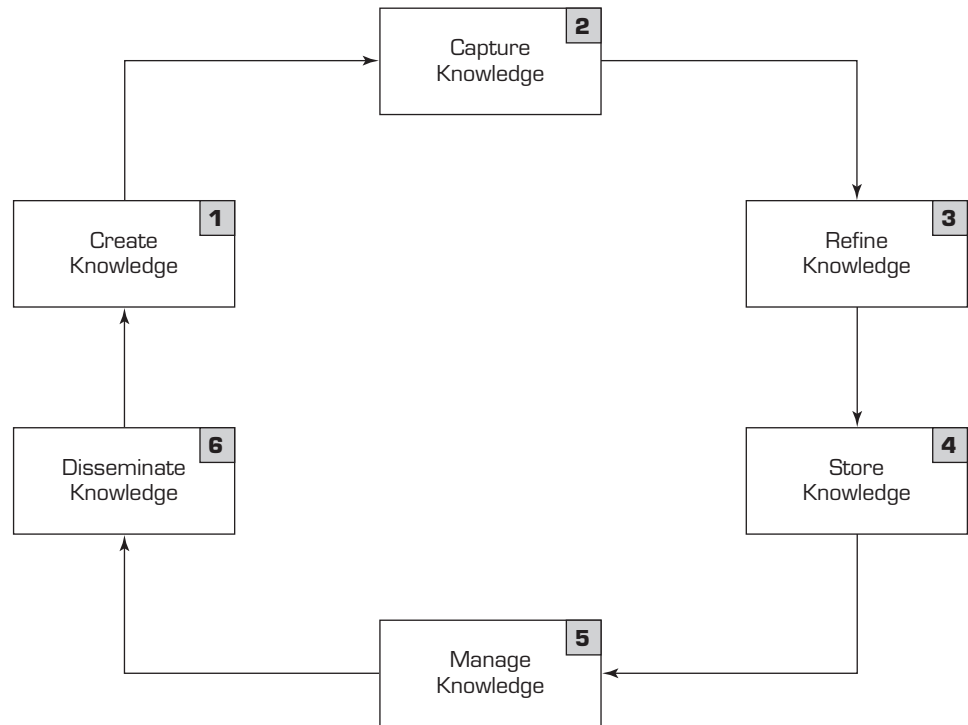 1
Create
Knowledge
2
Capture
Knowledge
3
Refine
Knowledge
4
Store
Knowledge
5
Manage
Knowledge
6
Disseminate
Knowledge